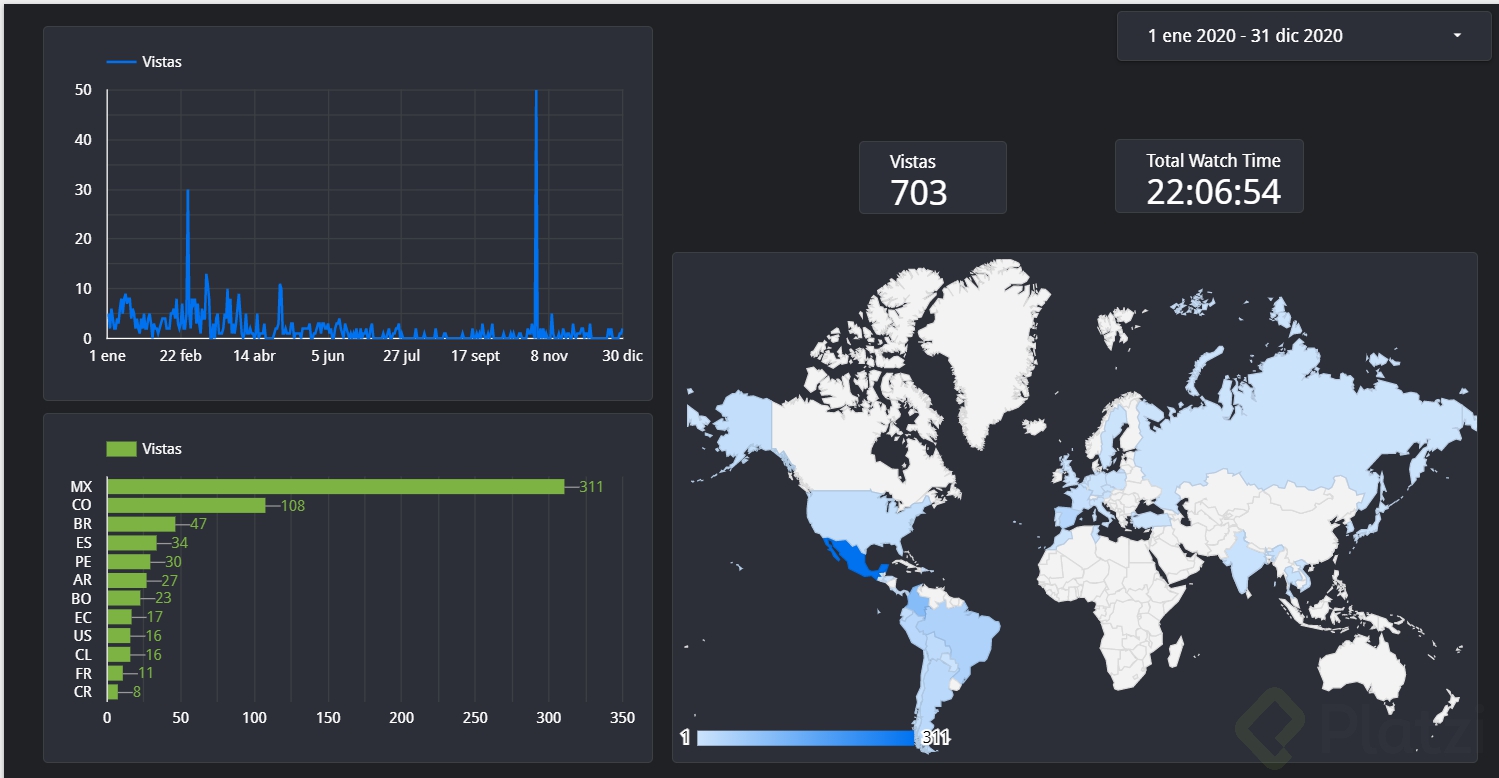 1 ene 2020 - 31 dic 2020
Vistas
50
40
30
20
10
0
1 ene 22 feb 14 abr 5 jun 27 jul 17 sept 8 nov 30 dic
Vistas
703
Total Watch Time
22:06:54
Vistas
MX 311
CO 108
BR 47
ES 34
PE 30
AR 27
BO 23
EC 17
US 16
CL 16
FR 11
CR 8
0 50 100 150 200 250 300 350
1 311
Platzi